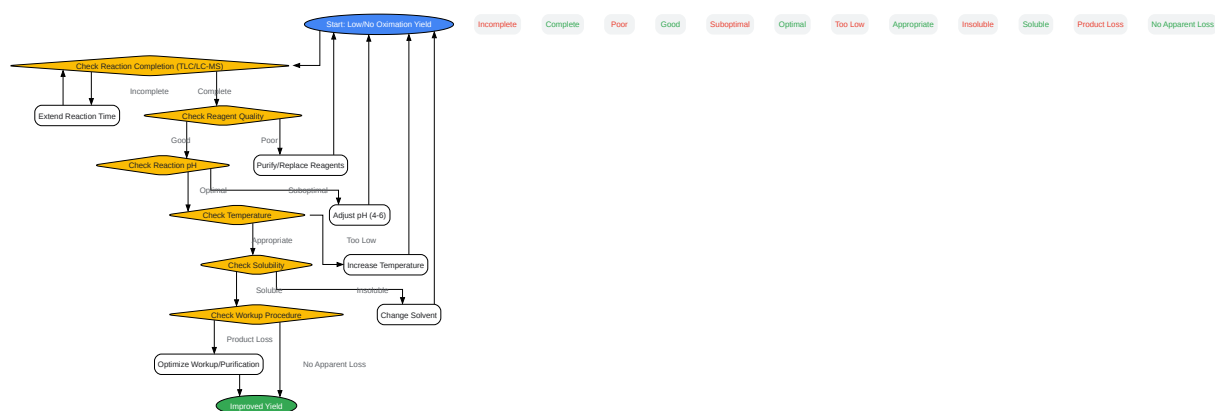 Start: Low/No Oximation Yield
Incomplete
Complete
Poor
Good
Suboptimal
Optimal
Too Low
Appropriate
Insoluble
Soluble
Product Loss
No Apparent Loss
Check Reaction Completion (TLC/LC-MS)
Incomplete
Complete
Extend Reaction Time
Check Reagent Quality
Good
Poor
Check Reaction pH
Purify/Replace Reagents
Optimal
Suboptimal
Check Temperature
Adjust pH (4-6)
Appropriate
Too Low
Check Solubility
Increase Temperature
Soluble
Insoluble
Check Workup Procedure
Change Solvent
Product Loss
Optimize Workup/Purification
No Apparent Loss
Improved Yield